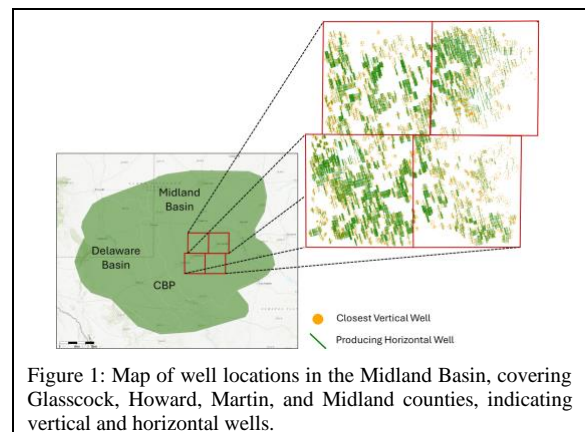 Midland
Basin
Delaware
Basin
CBP
Closest Vertical Well
Producing Horizontal Well
Figure 1: Map of well locations in the Midland Basin, covering
Glasscock, Howard, Martin, and Midland counties, indicating
vertical and horizontal wells.